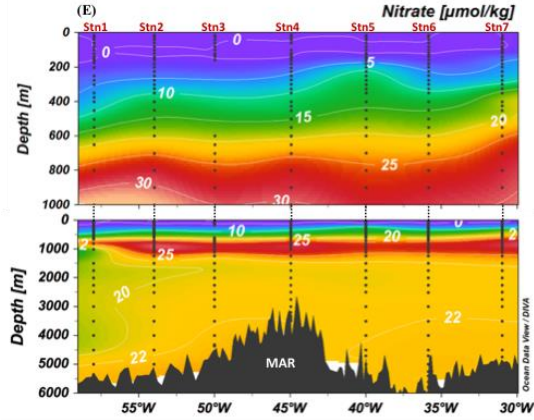 (E) Nitrate [µmol/kg]
Stn1 Stn2 Stn3 Stn4 Stn5 Stn6 Stn7
0
200
400
600
800
1000
Depth [m]
0 0 5
10 15 20
25
30 30
0
1000
2000
3000
4000
5000
6000
Depth [m]
0
10 20
2 25 25 2
20
22 22
MAR
55°W 50°W 45°W 40°W 35°W 30°W
Ocean Data View / DIVA